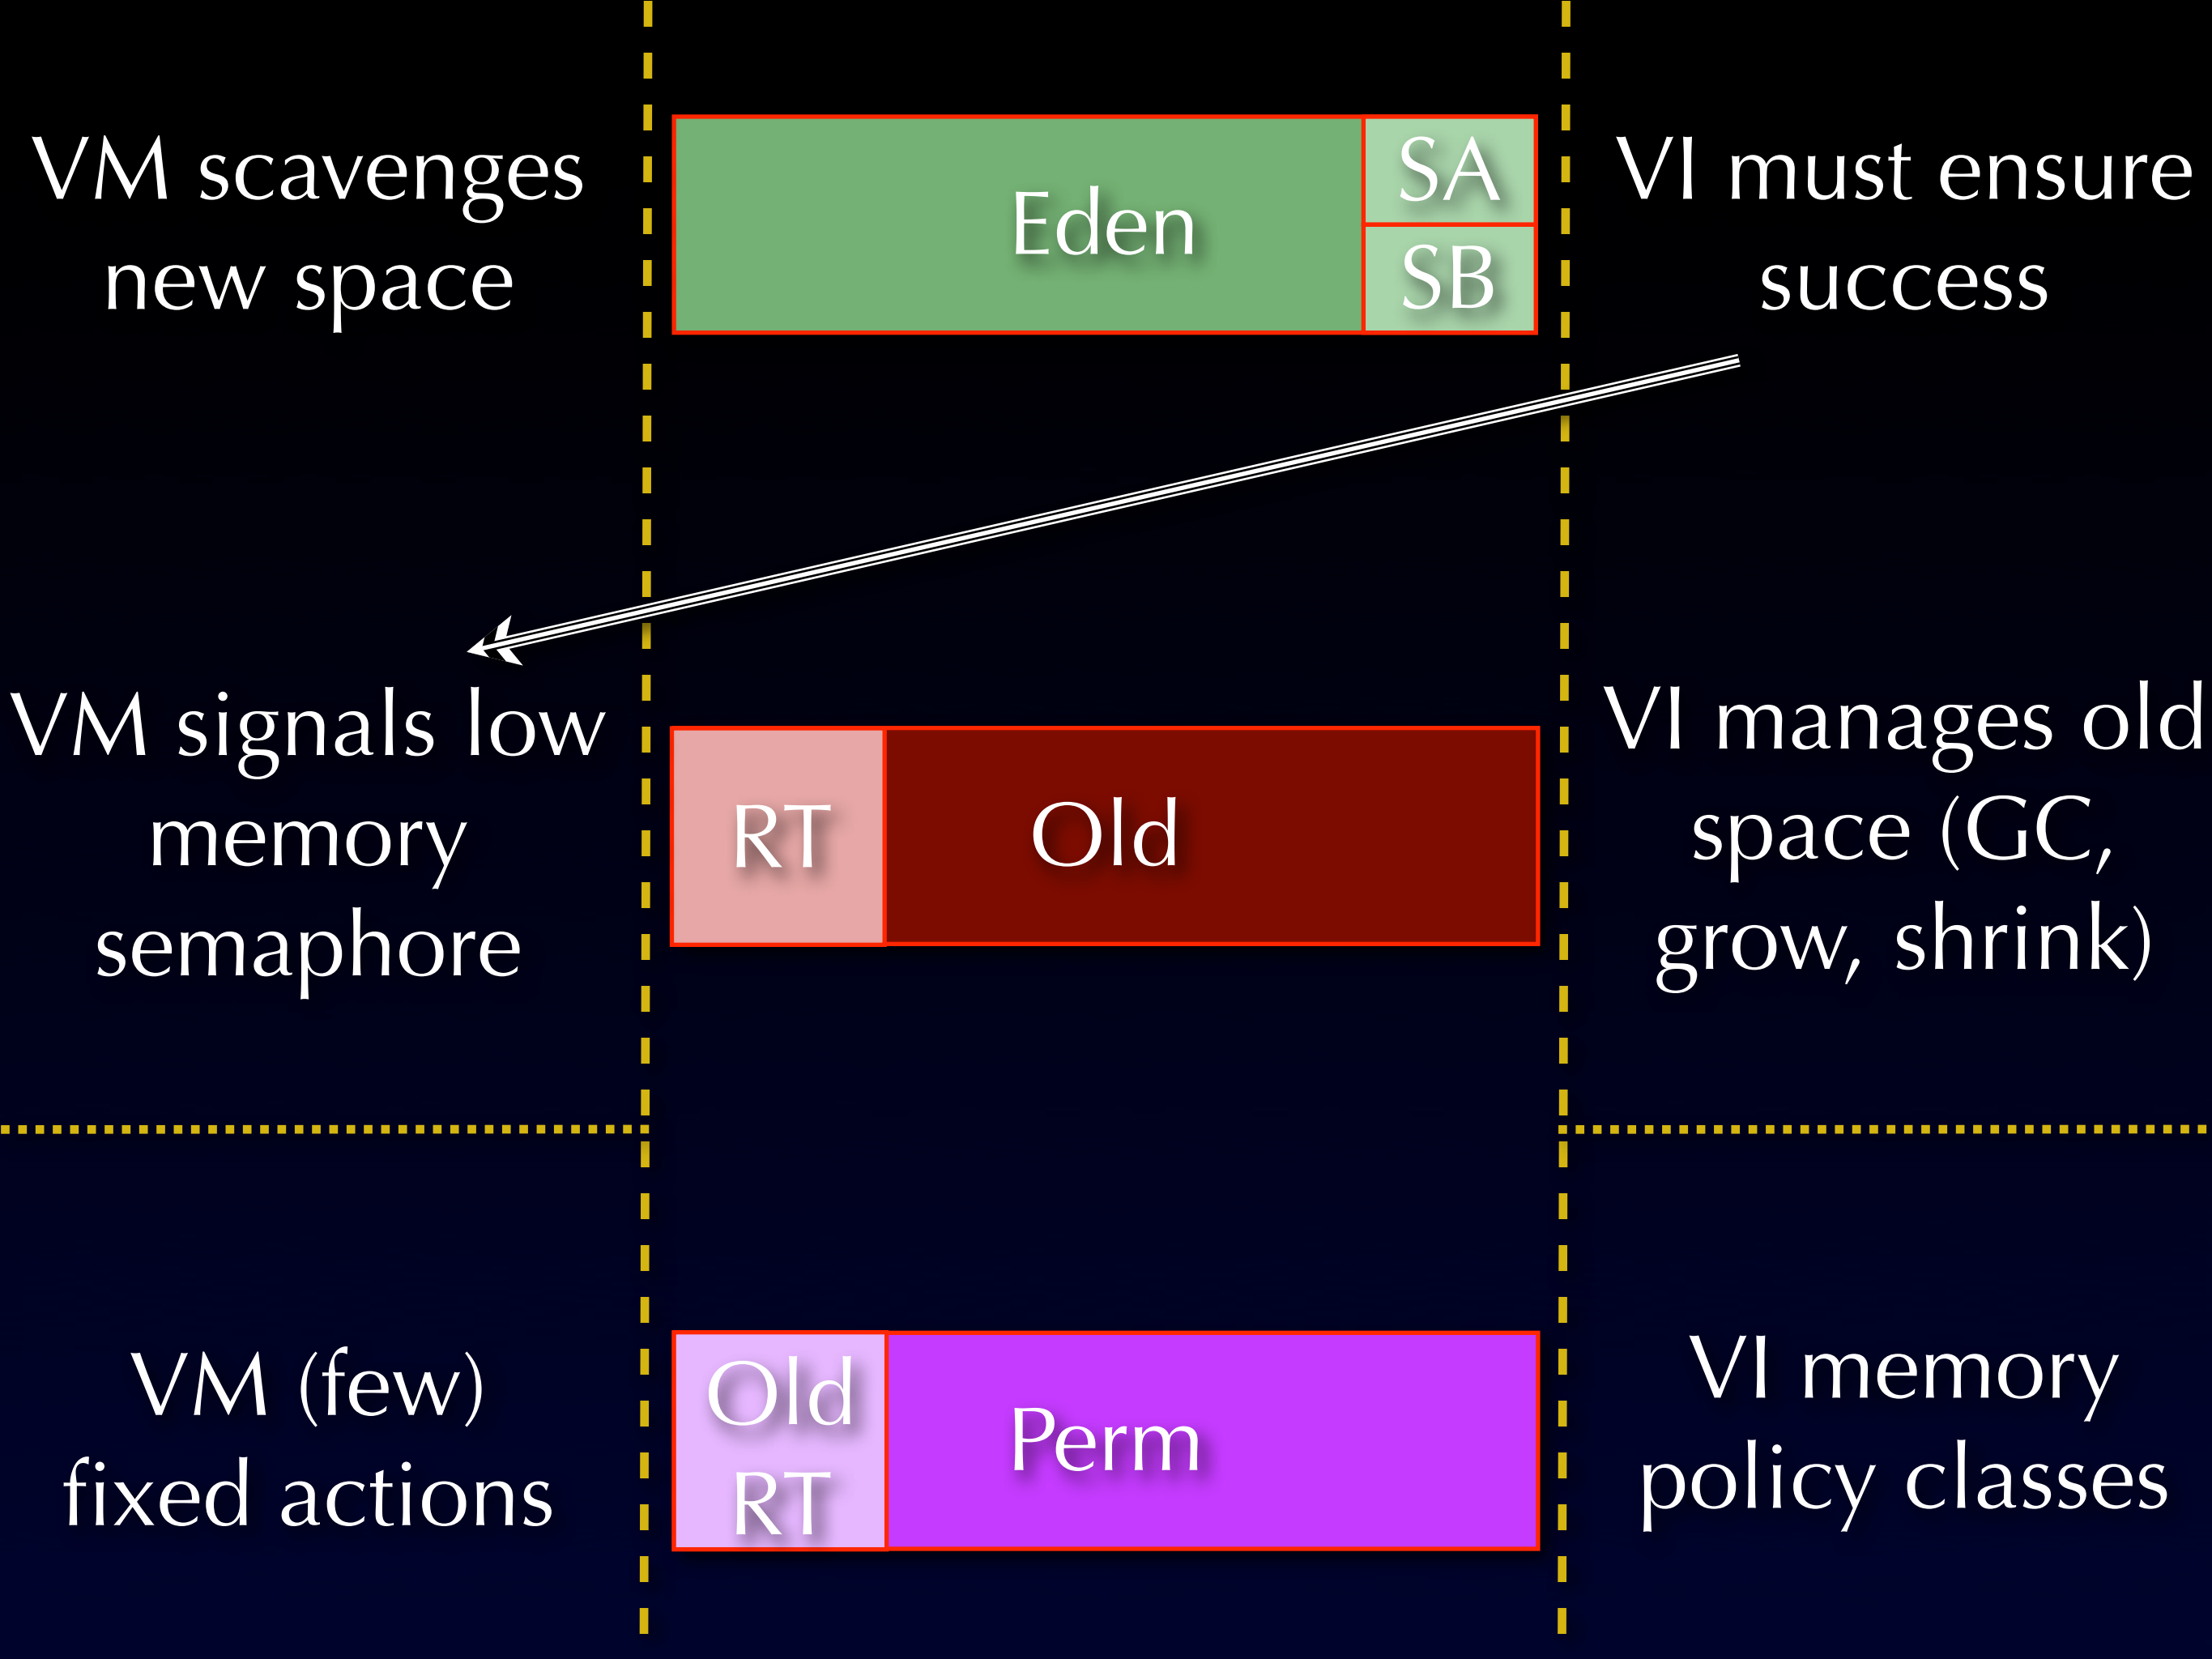 VM scavenges
new space
Eden
SA
SB
VI must ensure
success
VM signals low
memory
semaphore
RT
Old
VI manages old
space (GC,
grow, shrink)
VM (few)
fixed actions
Old
RT
Perm
VI memory
policy classes